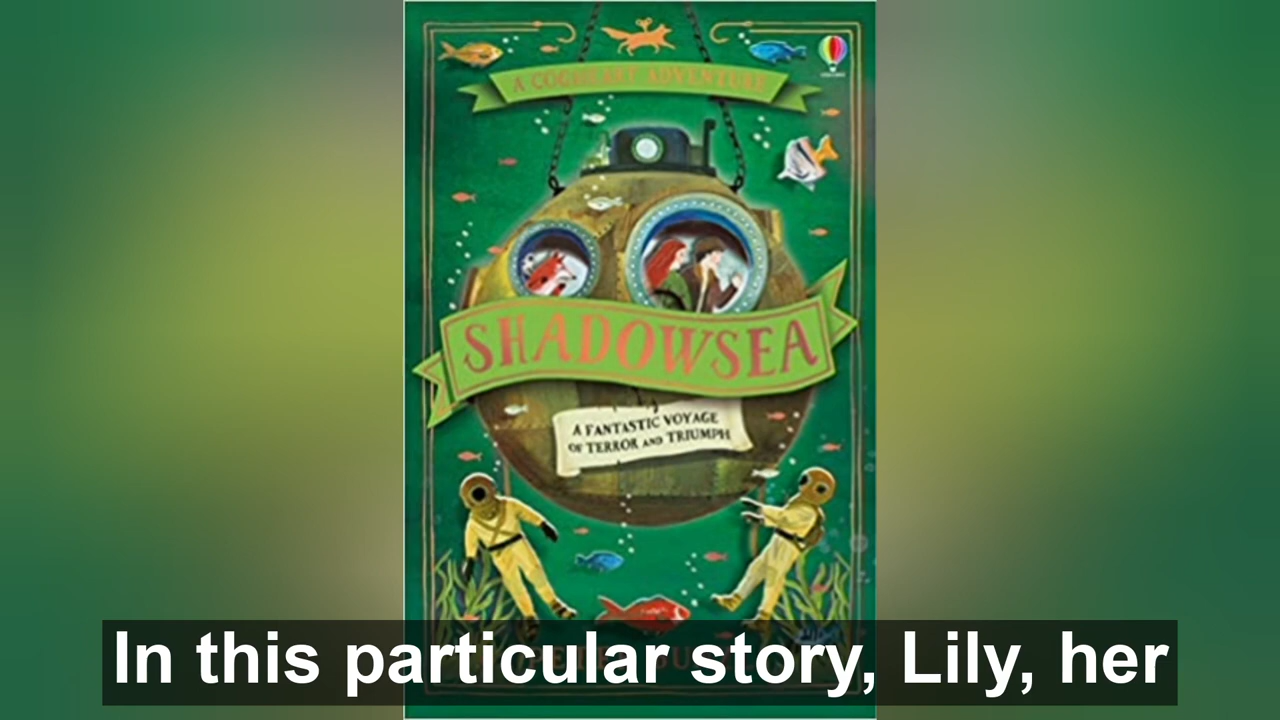 A COGHEART ADVENTURE
SHADOWSEA
A FANTASTIC VOYAGE
OF TERROR AND TRIUMPH
In this particular story, Lily, her